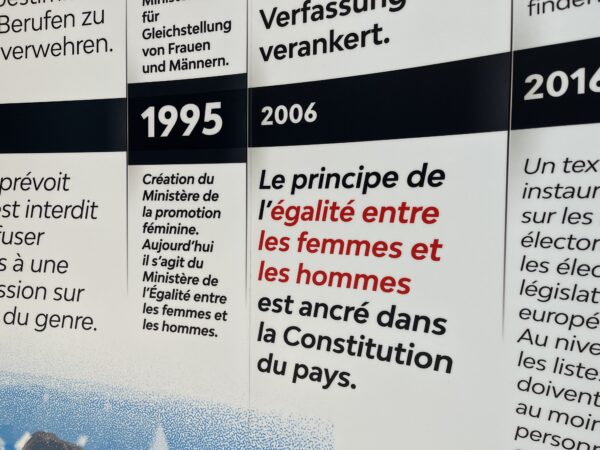 Berufen zu
verwehren.
prévoit
est interdit
s à une
ssion sur
du genre.
für
Gleichstellung
von Frauen
und Männern.
1995
Création du
Ministère de
la promotion
féminine.
Aujourd'hui
il s'agit du
Ministère de
l'Égalité entre
les femmes et
les hommes.
Verfassung
verankert.
2006
Le principe de
l'égalité entre
les femmes et
les hommes
est ancré dans
la Constitution
du pays.
2016
Un tex
instaur
sur les
élector
les élec
législat
europé
Au nive
les liste
doivent
au moin
personn